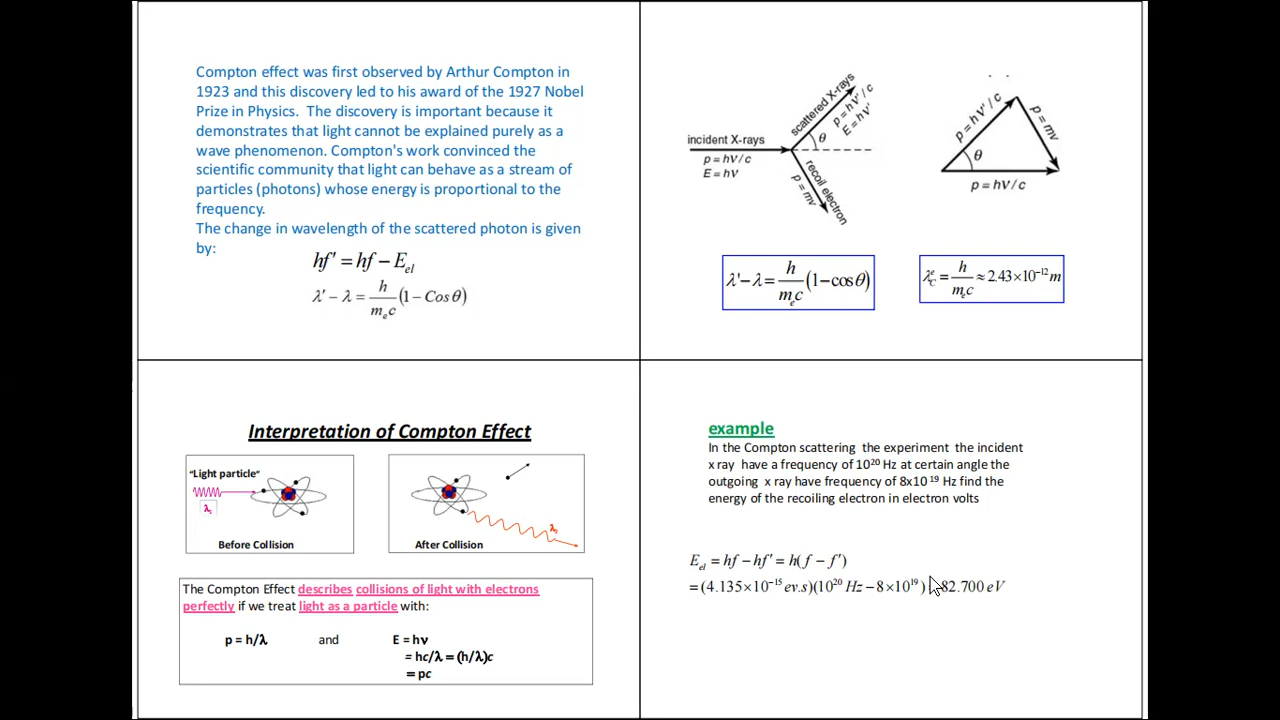 Compton effect was first observed by Arthur Compton in
1923 and this discovery led to his award of the 1927 Nobel
Prize in Physics. The discovery is important because it
demonstrates that light cannot be explained purely as a
wave phenomenon. Compton's work convinced the
scientific community that light can behave as a stream of
particles (photons) whose energy is proportional to the
frequency.
The change in wavelength of the scattered photon is given
by:
hf' = hf − E_el
λ' − λ = h/(m_e c) (1 − Cosθ)
incident X-rays
p = hν/c
E = hν
scattered X-rays
p = hν'/c
E = hν'
θ
recoil electron
p = mv
p = hν'/c
p = mv
θ
p = hν/c
λ' − λ = h/(m_e c) (1 − cosθ)
λ_C^e = h/(m_e c) ≈ 2.43×10⁻¹² m
Interpretation of Compton Effect
"Light particle"
Before Collision
After Collision
The Compton Effect describes collisions of light with electrons
perfectly if we treat light as a particle with:
p = h/λ and E = hν
= hc/λ = (h/λ)c
= pc
example
In the Compton scattering the experiment the incident
x ray have a frequency of 10²⁰ Hz at certain angle the
outgoing x ray have frequency of 8x10¹⁹ Hz find the
energy of the recoiling electron in electron volts
E_el = hf − hf' = h(f − f')
= (4.135×10⁻¹⁵ ev.s)(10²⁰ Hz − 8×10¹⁹) 82.700 eV